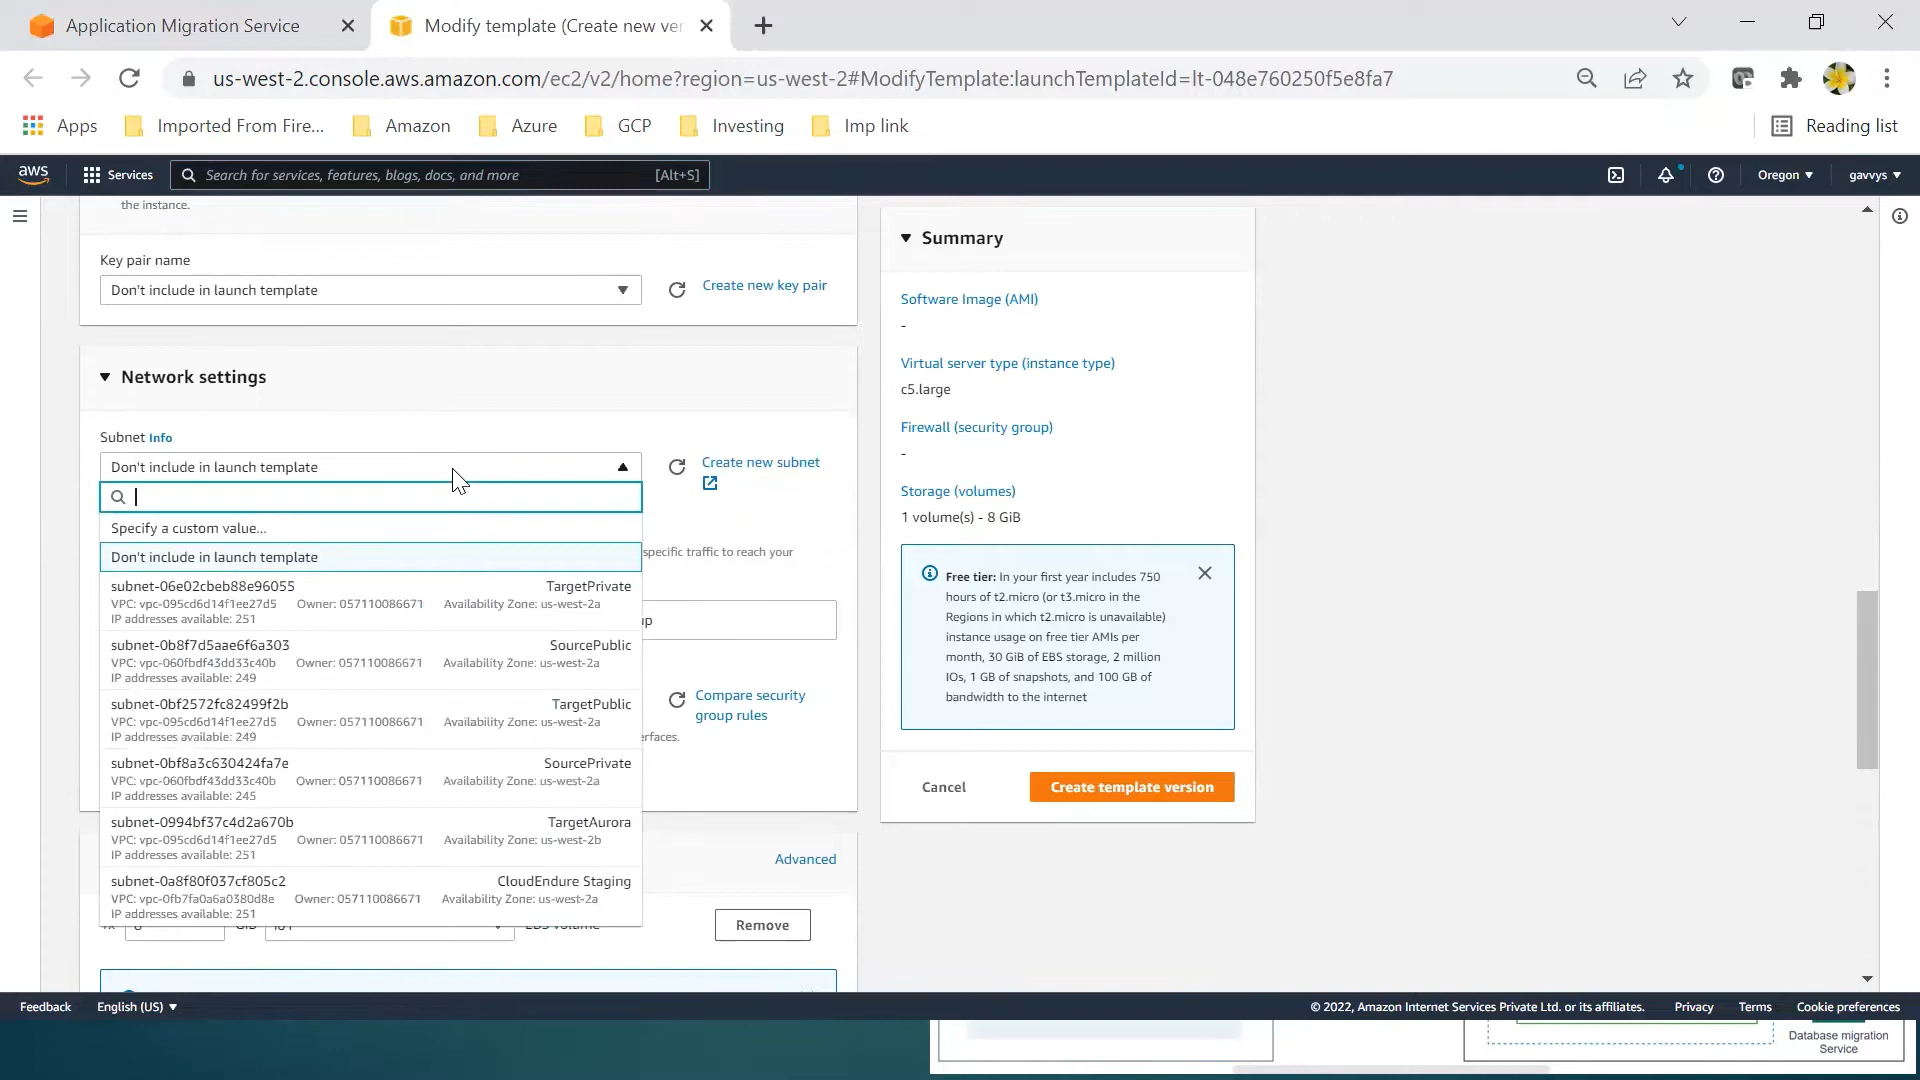 Application Migration Service
Modify template (Create new ver
us-west-2.console.aws.amazon.com/ec2/v2/home?region=us-west-2#ModifyTemplate:launchTemplateId=lt-048e760250f5e8fa7
Apps
Imported From Fire...
Amazon
Azure
GCP
Investing
Imp link
Reading list
aws
Services
Search for services, features, blogs, docs, and more
[Alt+S]
Oregon
gavvys
the instance.
Key pair name
Don't include in launch template
Create new key pair
Network settings
Subnet Info
Don't include in launch template
Create new subnet
Specify a custom value...
Don't include in launch template
specific traffic to reach your
subnet-06e02cbeb88e96055 TargetPrivate
VPC: vpc-095cd6d14f1ee27d5 Owner: 057110086671 Availability Zone: us-west-2a
IP addresses available: 251
subnet-0b8f7d5aae6f6a303 SourcePublic
VPC: vpc-060fbdf43dd33c40b Owner: 057110086671 Availability Zone: us-west-2a
IP addresses available: 249
subnet-0bf2572fc82499f2b TargetPublic
VPC: vpc-095cd6d14f1ee27d5 Owner: 057110086671 Availability Zone: us-west-2a
IP addresses available: 249
Compare security
group rules
subnet-0bf8a3c630424fa7e SourcePrivate
VPC: vpc-060fbdf43dd33c40b Owner: 057110086671 Availability Zone: us-west-2a
IP addresses available: 245
subnet-0994bf37c4d2a670b TargetAurora
VPC: vpc-095cd6d14f1ee27d5 Owner: 057110086671 Availability Zone: us-west-2b
IP addresses available: 251
Advanced
subnet-0a8f80f037cf805c2 CloudEndure Staging
VPC: vpc-0fb7fa0a6a0380d8e Owner: 057110086671 Availability Zone: us-west-2a
IP addresses available: 251
Remove
Summary
Software Image (AMI)
-
Virtual server type (instance type)
c5.large
Firewall (security group)
-
Storage (volumes)
1 volume(s) - 8 GiB
Free tier: In your first year includes 750
hours of t2.micro (or t3.micro in the
Regions in which t2.micro is unavailable)
instance usage on free tier AMIs per
month, 30 GiB of EBS storage, 2 million
IOs, 1 GB of snapshots, and 100 GB of
bandwidth to the internet
Cancel
Create template version
Feedback
English (US)
© 2022, Amazon Internet Services Private Ltd. or its affiliates.
Privacy
Terms
Cookie preferences
Database migration
Service